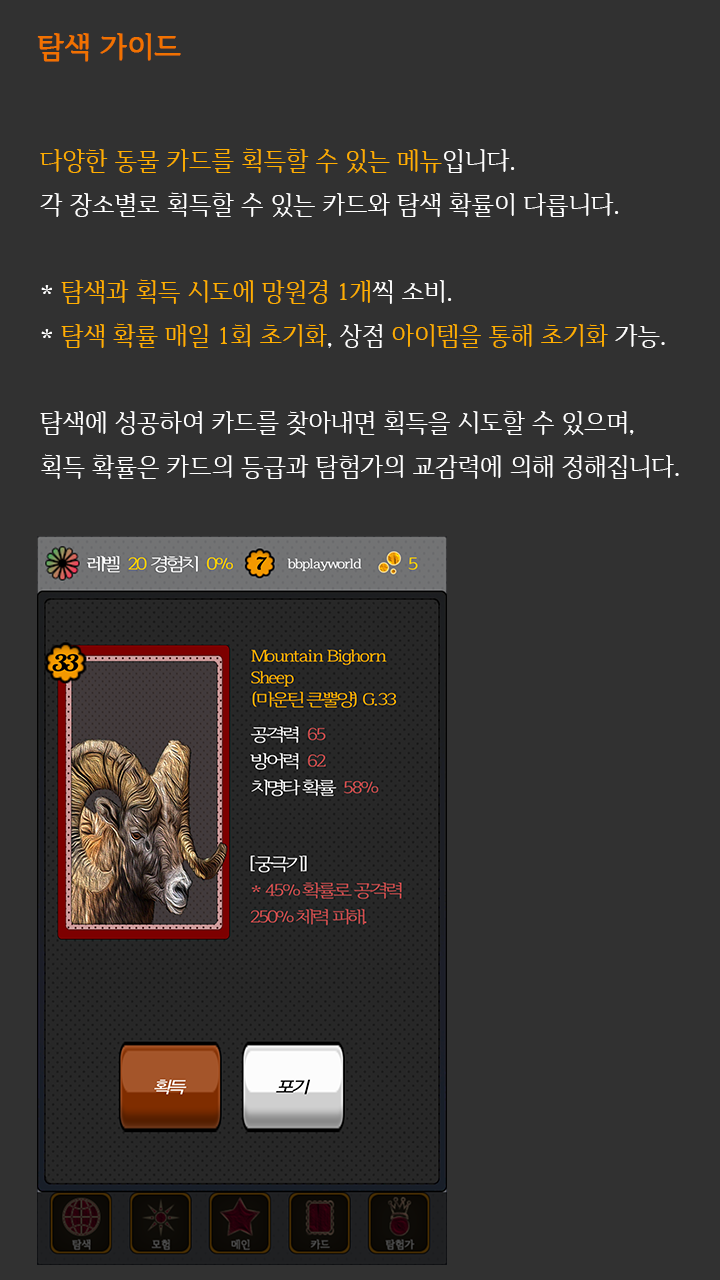 탐색 가이드
다양한 동물 카드를 획득할 수 있는 메뉴입니다.
각 장소별로 획득할 수 있는 카드와 탐색 확률이 다릅니다.
* 탐색과 획득 시도에 망원경 1개씩 소비.
* 탐색 확률 매일 1회 초기화, 상점 아이템을 통해 초기화 가능.
탐색에 성공하여 카드를 찾아내면 획득을 시도할 수 있으며,
획득 확률은 카드의 등급과 탐험가의 교감력에 의해 정해집니다.
레벨 20 경험치 0% 7 bbplayworld 5
33
Mountain Bighorn
Sheep
(마운틴 큰뿔양) G.33
공격력 65
방어력 62
치명타 확률 58%
[궁극기]
* 45% 확률로 공격력
250% 체력 피해.
획득 포기
탐색 모험 메인 카드 탐험가